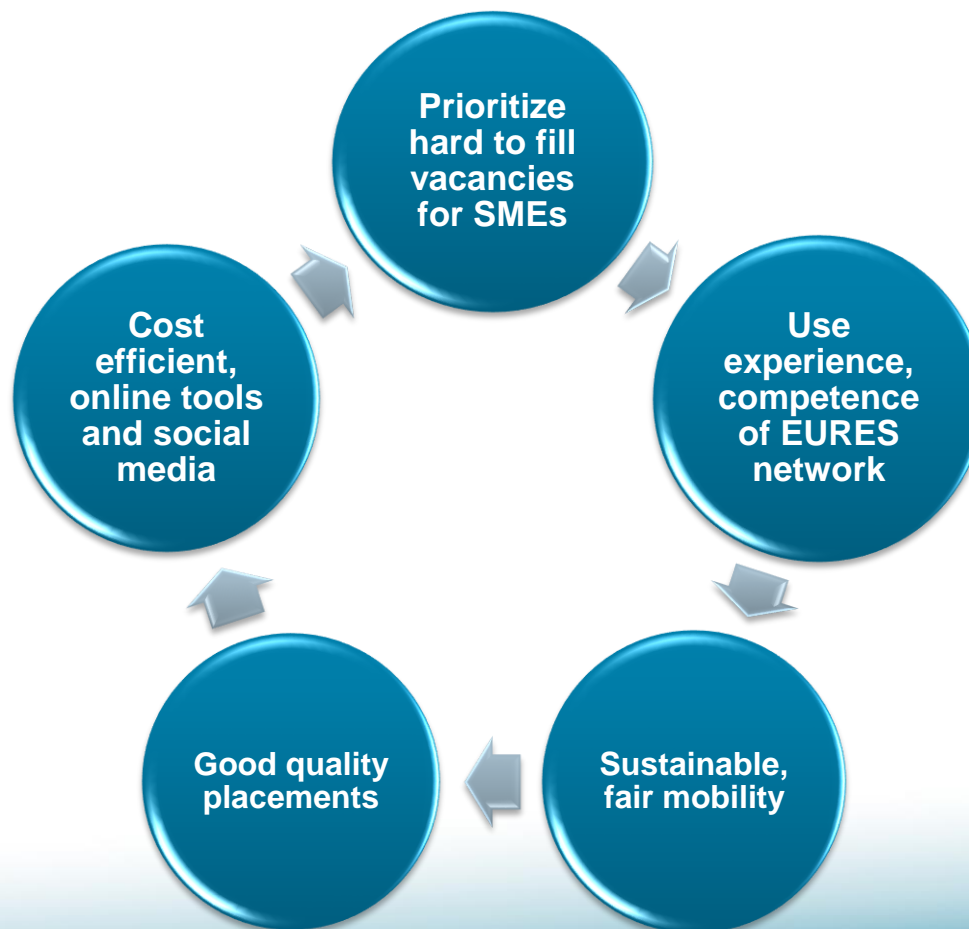 Prioritize
hard to fill
vacancies
for SMEs
Use
experience,
competence
of EURES
network
Sustainable,
fair mobility
Good quality
placements
Cost
efficient,
online tools
and social
media